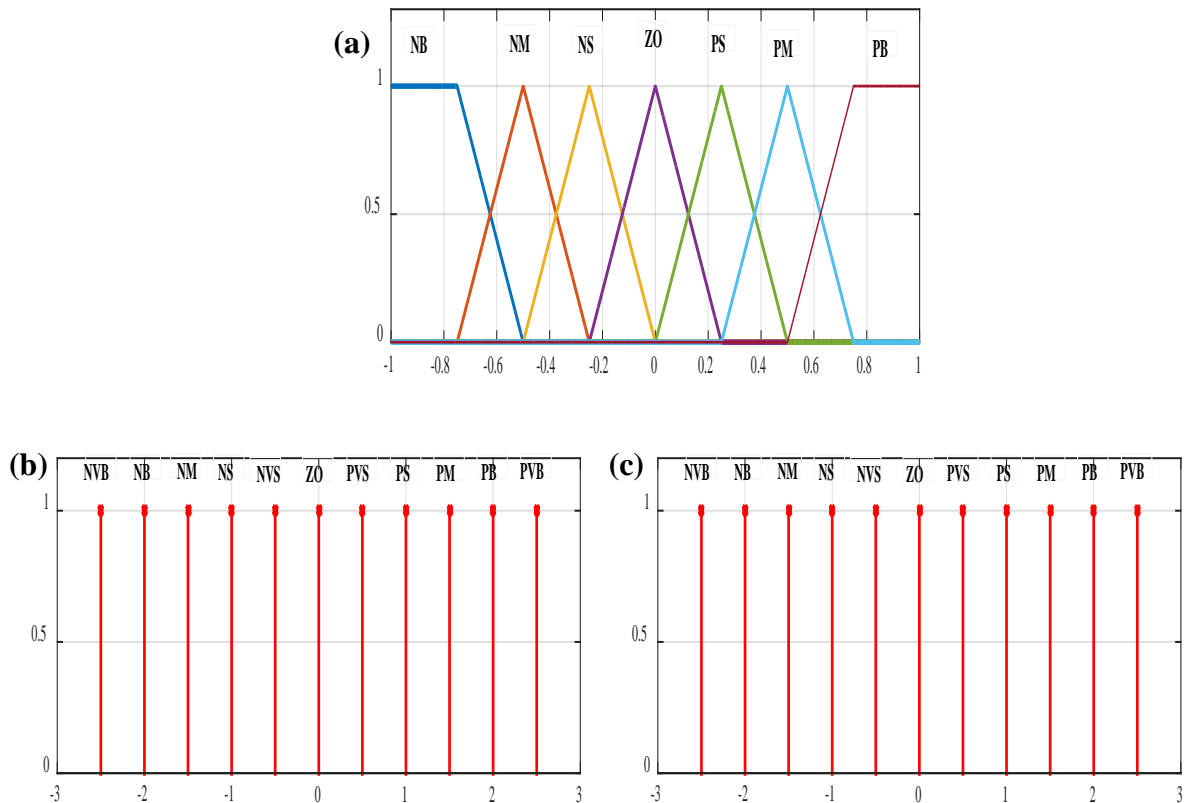 (a)
NB NM NS ZO PS PM PB
1
0.5
0
-1 -0.8 -0.6 -0.4 -0.2 0 0.2 0.4 0.6 0.8 1
(b)
NVB NB NM NS NVS ZO PVS PS PM PB PVB
1
0.5
0
-3 -2 -1 0 1 2 3
(c)
NVB NB NM NS NVS ZO PVS PS PM PB PVB
1
0.5
0
-3 -2 -1 0 1 2 3